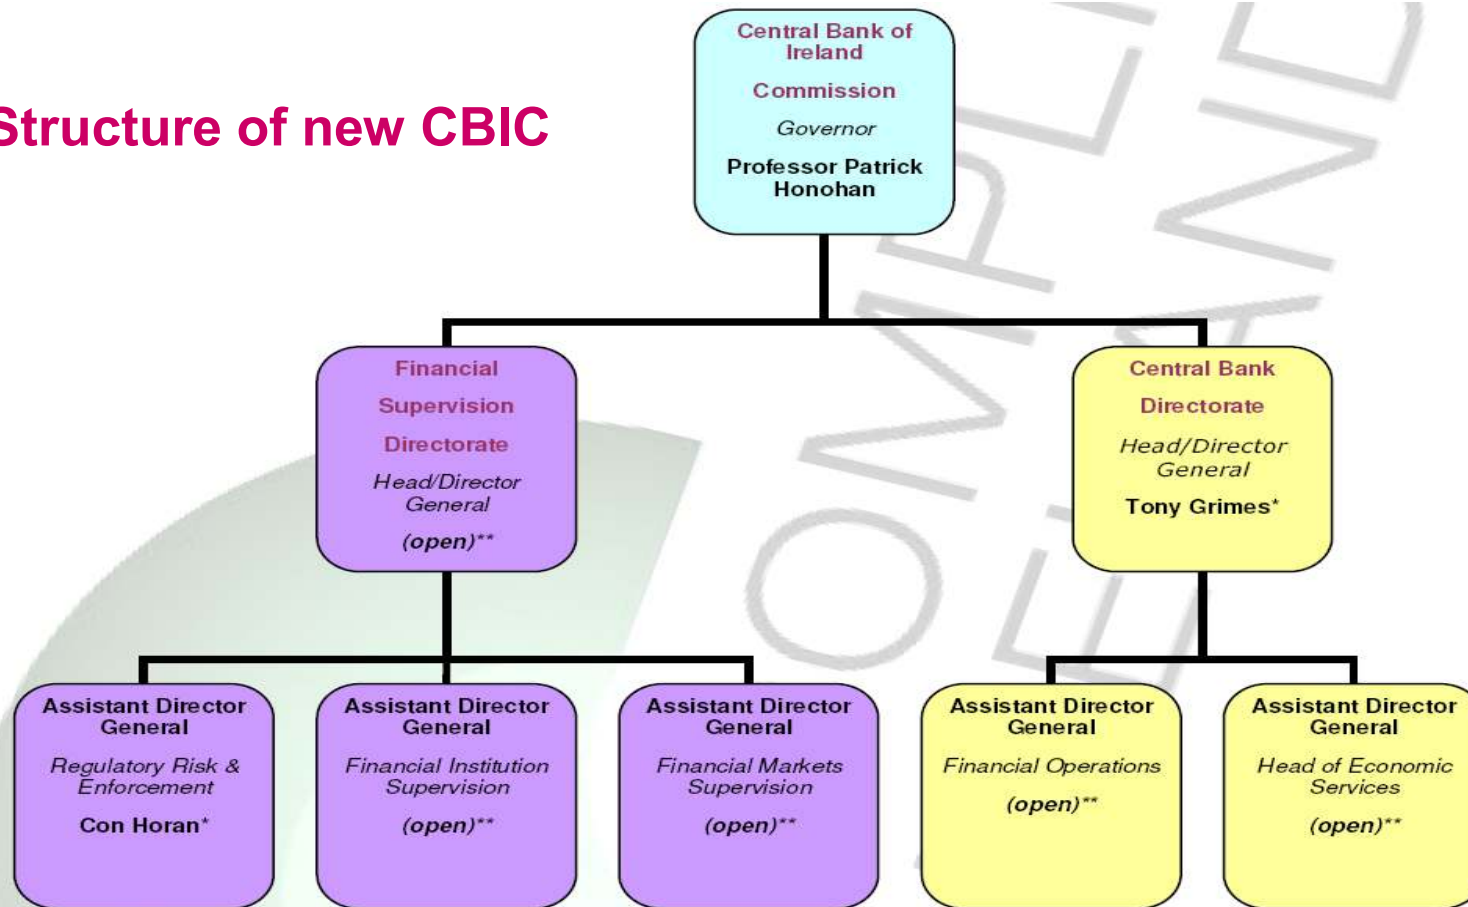 Structure of new CBIC
Central Bank of
Ireland
Commission
Governor
Professor Patrick
Honohan
Financial
Supervision
Directorate
Head/Director
General
(open)**
Central Bank
Directorate
Head/Director
General
Tony Grimes*
Assistant Director
General
Regulatory Risk &
Enforcement
Con Horan*
Assistant Director
General
Financial Institution
Supervision
(open)**
Assistant Director
General
Financial Markets
Supervision
(open)**
Assistant Director
General
Financial Operations
(open)**
Assistant Director
General
Head of Economic
Services
(open)**